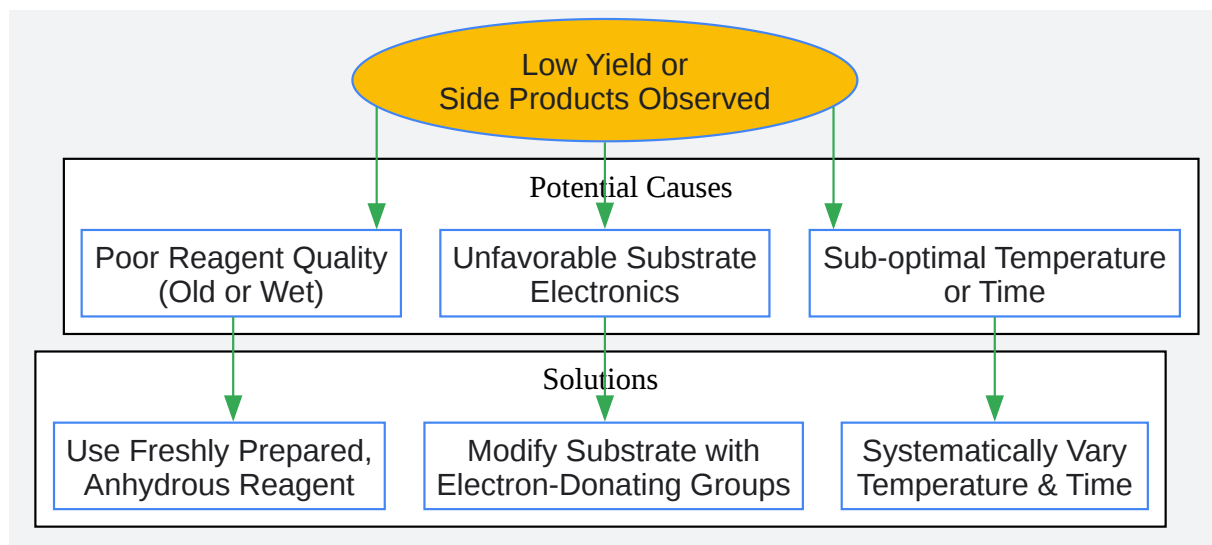 Low Yield or
Side Products Observed
Potential Causes
Poor Reagent Quality
(Old or Wet)
Unfavorable Substrate
Electronics
Sub-optimal Temperature
or Time
Solutions
Use Freshly Prepared,
Anhydrous Reagent
Modify Substrate with
Electron-Donating Groups
Systematically Vary
Temperature & Time